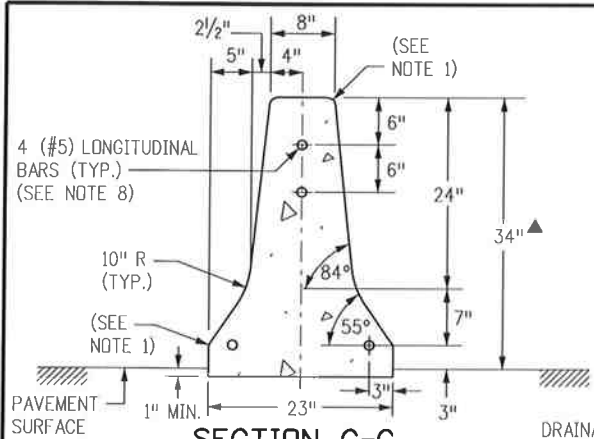 8"
2½"
5"
4"
(SEE
NOTE 1)
6"
4 (#5) LONGITUDINAL
BARS (TYP.)
(SEE NOTE 8)
6"
24"
34"▲
10" R
(TYP.)
84°
(SEE
NOTE 1)
55°
7"
3"
PAVEMENT
SURFACE
1" MIN.
23"
3"
SECTION C-C